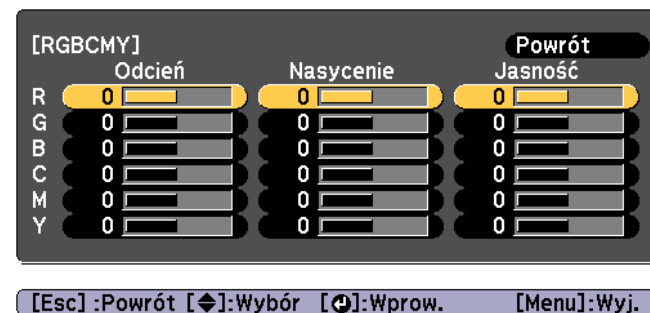 [RGBCMY] Powrót
Odcień Nasycenie Jasność
R 0 0 0
G 0 0 0
B 0 0 0
C 0 0 0
M 0 0 0
Y 0 0 0
[Esc] :Powrót [◆]:Wybór [⏎]:Wprow. [Menu]:Wyj.